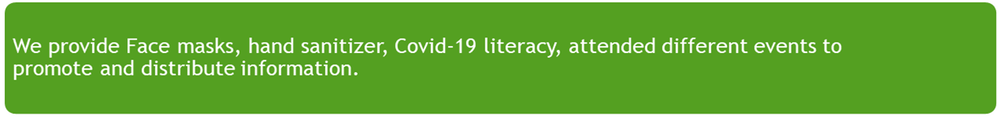 We provide Face masks, hand sanitizer, Covid-19 literacy, attended different events to
promote and distribute information.